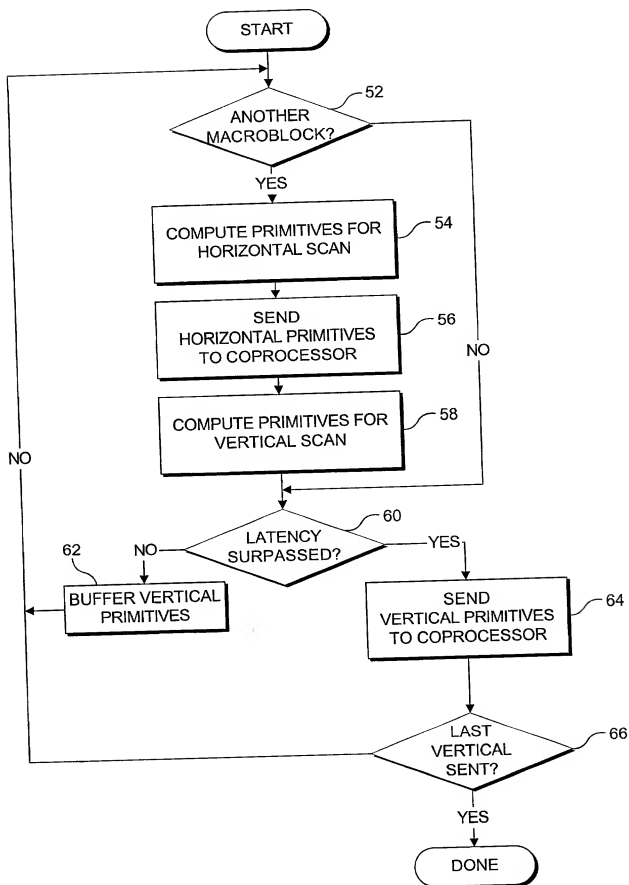 START
52
ANOTHER
MACROBLOCK?
YES
COMPUTE PRIMITIVES FOR
HORIZONTAL SCAN
54
SEND
HORIZONTAL PRIMITIVES
TO COPROCESSOR
56
NO
COMPUTE PRIMITIVES FOR
VERTICAL SCAN
58
NO
60
LATENCY
SURPASSED?
NO
YES
62
BUFFER VERTICAL
PRIMITIVES
SEND
VERTICAL PRIMITIVES
TO COPROCESSOR
64
LAST
VERTICAL
SENT?
66
YES
DONE